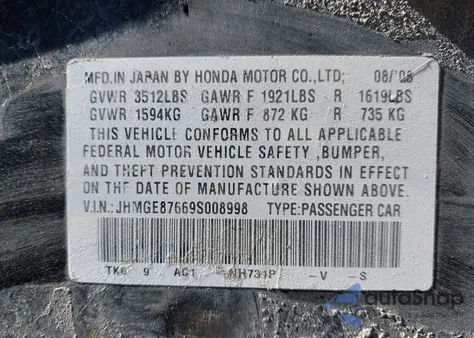 MFD.IN JAPAN BY HONDA MOTOR CO.,LTD; 08/'08
GVWR 3512LBS GAWR F 1921LBS R 1619LBS
GVWR 1594KG GAWR F 872 KG R 735 KG
THIS VEHICLE CONFORMS TO ALL APPLICABLE
FEDERAL MOTOR VEHICLE SAFETY ,BUMPER,
AND THEFT PREVENTION STANDARDS IN EFFECT
ON THE DATE OF MANUFACTURE SHOWN ABOVE.
V.I.N.:JHMGE87669S008998 TYPE:PASSENGER CAR
TK6 9 AC1 NH731P -V -S
autoSnap